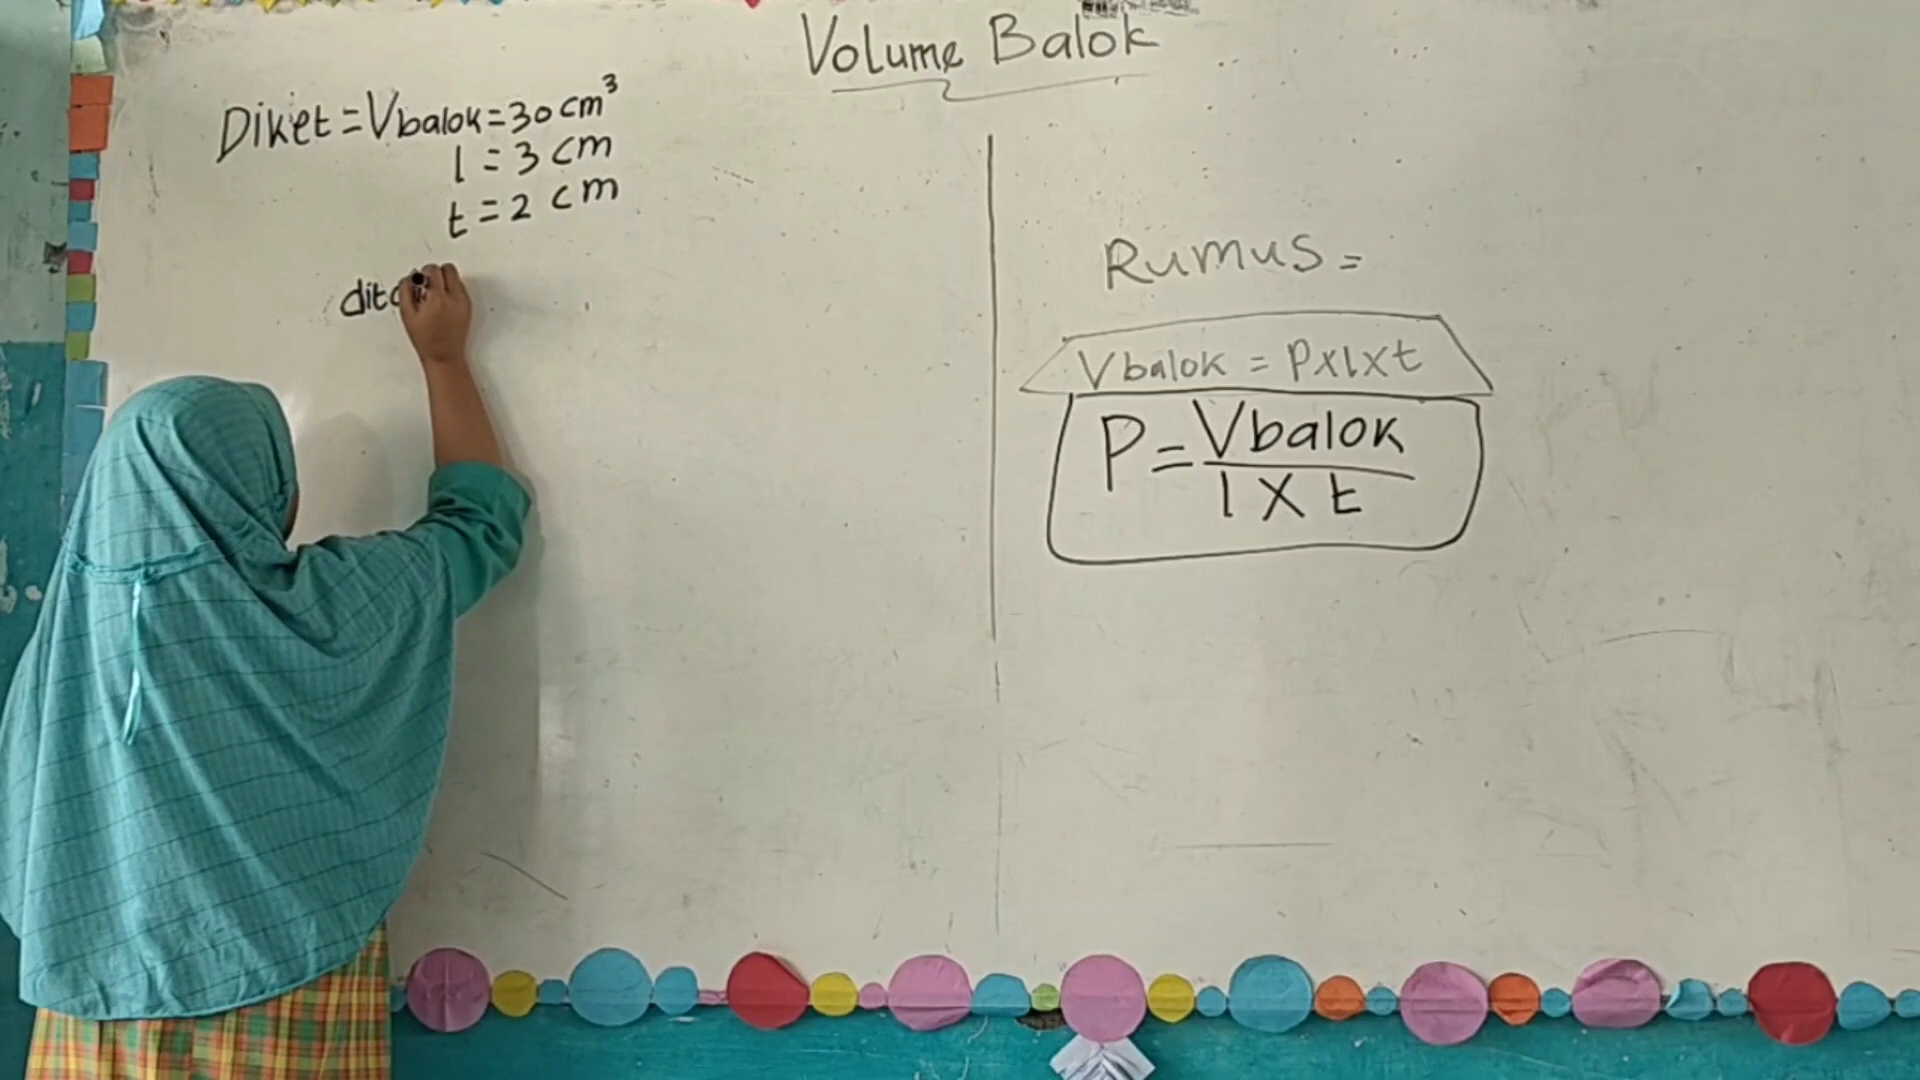 Volume Balok
Diket = Vbalok = 30 cm³
l = 3 cm
t = 2 cm
Rumus =
Vbalok = P x l x t
P = Vbalok
l x t